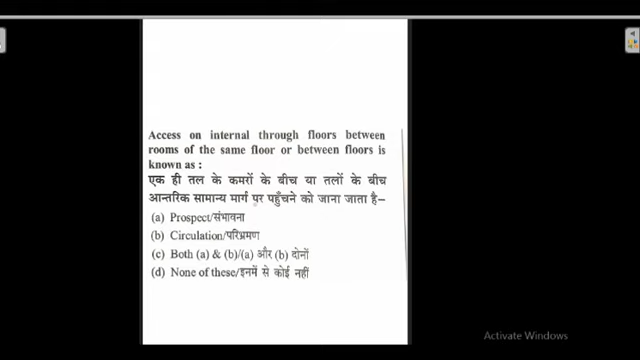 Access on internal through floors between
rooms of the same floor or between floors is
known as :
एक ही तल के कमरों के बीच या तलों के बीच
आन्तरिक सामान्य मार्ग पर पहुँचने को जाना जाता है–
(a) Prospect/संभावना
(b) Circulation/परिभ्रमण
(c) Both (a) & (b)/(a) और (b) दोनों
(d) None of these/इनमें से कोई नहीं
Activate Windows